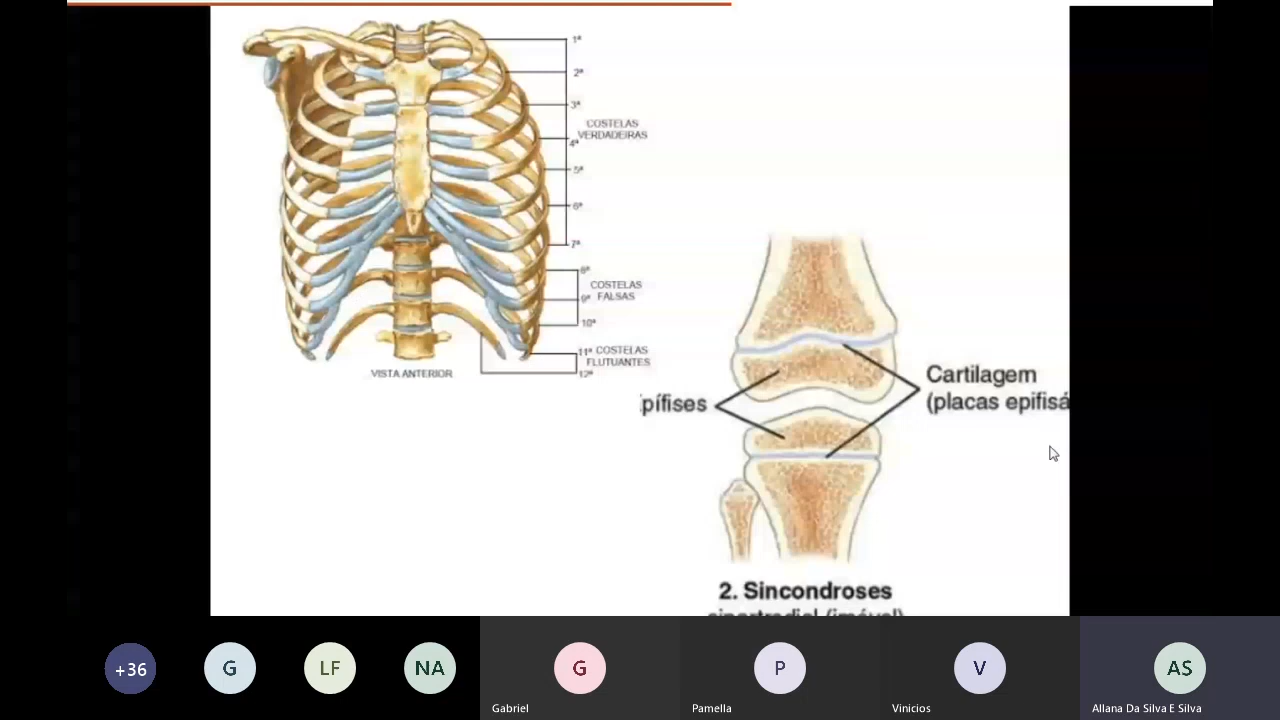 1ª
2ª
3ª
COSTELAS
VERDADEIRAS
4ª
5ª
6ª
7ª
8ª
COSTELAS
FALSAS
9ª
10ª
11ª
COSTELAS
FLUTUANTES
12ª
VISTA ANTERIOR
pífises
Cartilagem
(placas epifisá
2. Sincondroses
+36
G
LF
NA
G
Gabriel
P
Pamella
V
Vinicios
AS
Allana Da Silva E Silva